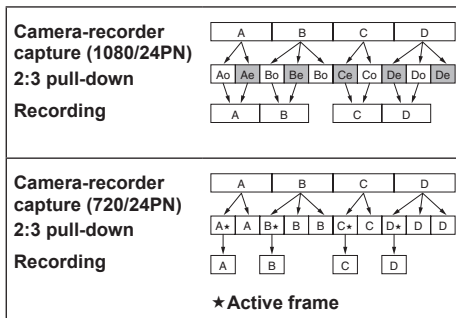 Camera-recorder
capture (1080/24PN)
A B C D
2:3 pull-down
Ao Ae Bo Be Bo Ce Co De Do De
Recording
A B C D
Camera-recorder
capture (720/24PN)
A B C D
2:3 pull-down
A★ A B★ B B C★ C D★ D D
Recording
A B C D
★Active frame